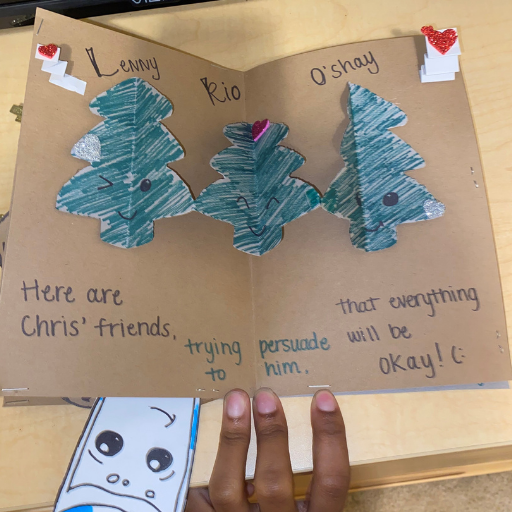 Lenny
Rio
O'shay
Here are
Chris' friends,
trying
to
persuade
him.
that everything
will be
okay! (: